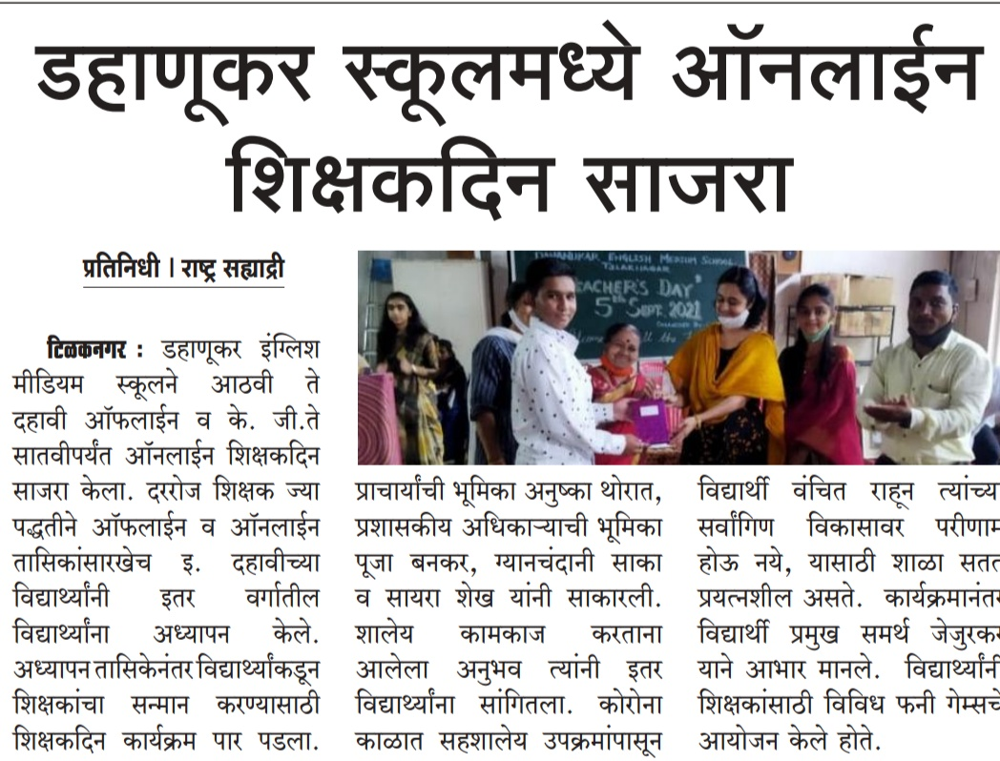 डहाणूकर स्कूलमध्ये ऑनलाईन
शिक्षकदिन साजरा
प्रतिनिधी । राष्ट्र सह्याद्री
टिळकनगर : डहाणूकर इंग्लिश
मीडियम स्कूलने आठवी ते
दहावी ऑफलाईन व के. जी.ते
सातवीपर्यंत ऑनलाईन शिक्षकदिन
साजरा केला. दररोज शिक्षक ज्या
पद्धतीने ऑफलाईन व ऑनलाईन
तासिकांसारखेच इ. दहावीच्या
विद्यार्थ्यांनी इतर वर्गातील
विद्यार्थ्यांना अध्यापन केले.
अध्यापन तासिकेनंतर विद्यार्थ्यांकडून
शिक्षकांचा सन्मान करण्यासाठी
शिक्षकदिन कार्यक्रम पार पडला.
DAHANUKAR ENGLISH MEDIUM SCHOOL
TILAKNAGAR
TEACHER'S DAY"
5th SEPT. 2021
प्राचार्यांची भूमिका अनुष्का थोरात,
प्रशासकीय अधिकाऱ्याची भूमिका
पूजा बनकर, ग्यानचंदानी साका
व सायरा शेख यांनी साकारली.
शालेय कामकाज करताना
आलेला अनुभव त्यांनी इतर
विद्यार्थ्यांना सांगितला. कोरोना
काळात सहशालेय उपक्रमांपासून
विद्यार्थी वंचित राहून त्यांच्या
सर्वांगिण विकासावर परीणाम
होऊ नये, यासाठी शाळा सतत
प्रयत्नशील असते. कार्यक्रमानंतर
विद्यार्थी प्रमुख समर्थ जेजुरकर
याने आभार मानले. विद्यार्थ्यांनी
शिक्षकांसाठी विविध फनी गेम्सचे
आयोजन केले होते.